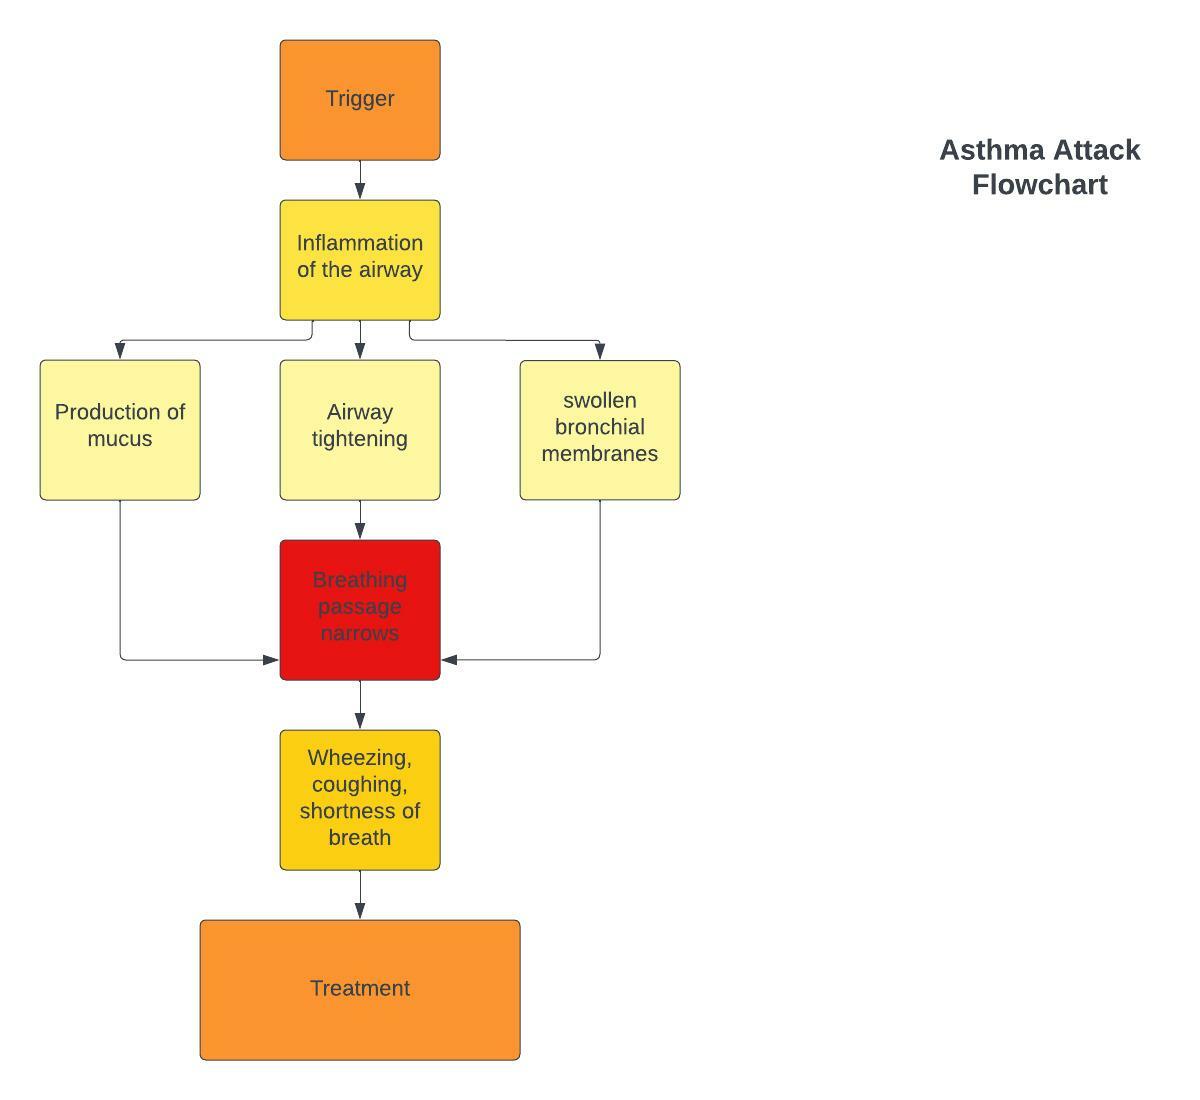 Trigger
Asthma Attack
Flowchart
Inflammation
of the airway
Production of
mucus
Airway
tightening
swollen
bronchial
membranes
Breathing
passage
narrows
Wheezing,
coughing,
shortness of
breath
Treatment